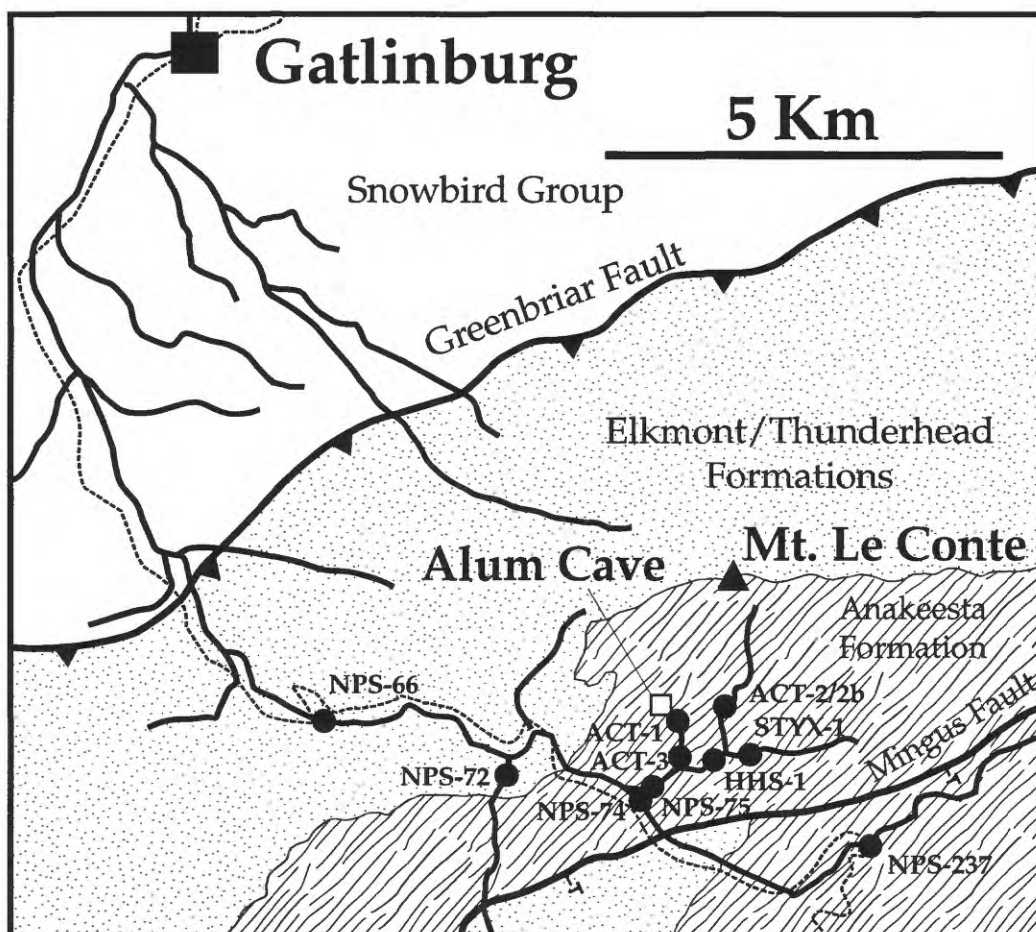 Gatlinburg
5 Km
Snowbird Group
Greenbriar Fault
Elkmont/Thunderhead
Formations
Alum Cave
Mt. Le Conte
Anakeesta
Formation
NPS-66
ACT-2/2b
STYX-1
ACT-1
ACT-3
Mingus Fault
NPS-72
HHS-1
NPS-74
NPS-75
NPS-237
T
T